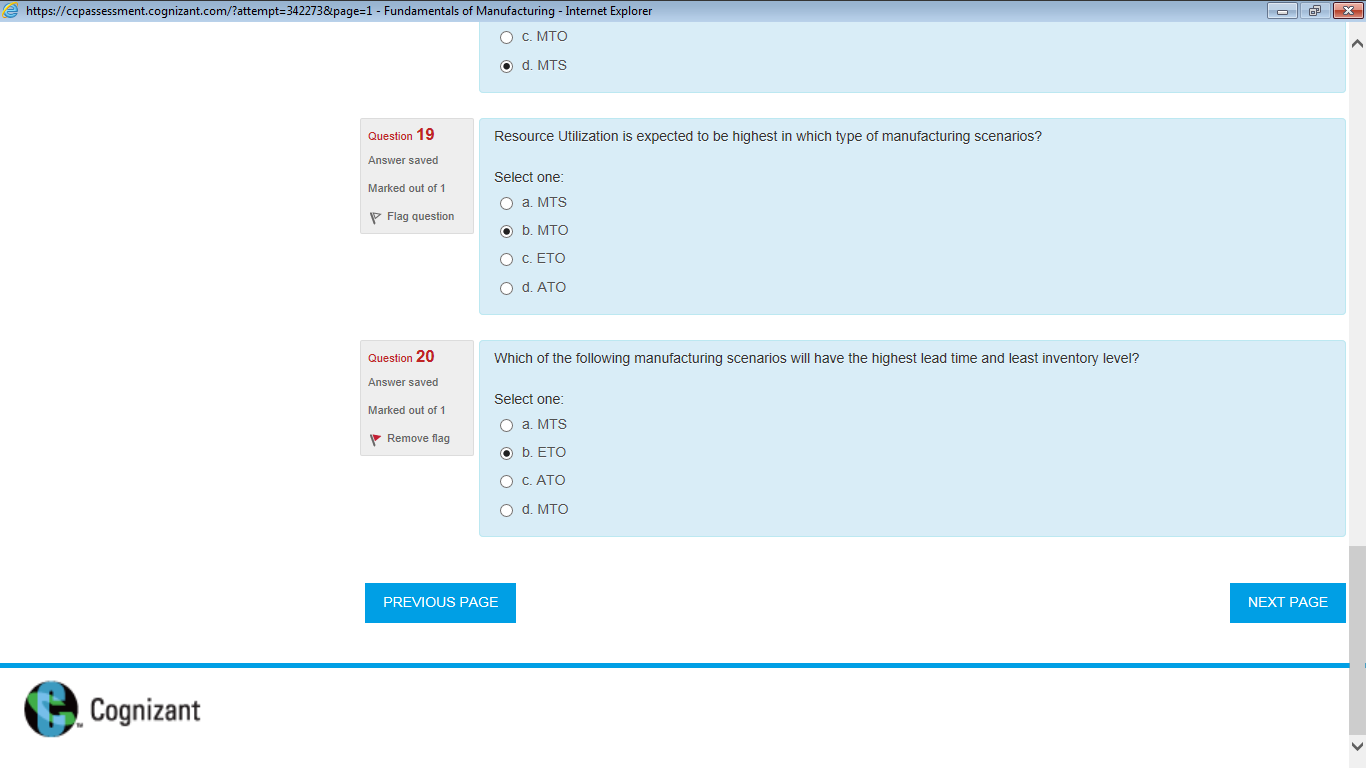 https://ccpassessment.cognizant.com/?attempt=342273&page=1 - Fundamentals of Manufacturing - Internet Explorer
c. MTO
d. MTS
Question 19
Answer saved
Marked out of 1
Flag question
Resource Utilization is expected to be highest in which type of manufacturing scenarios?
Select one:
a. MTS
b. MTO
c. ETO
d. ATO
Question 20
Answer saved
Marked out of 1
Remove flag
Which of the following manufacturing scenarios will have the highest lead time and least inventory level?
Select one:
a. MTS
b. ETO
c. ATO
d. MTO
PREVIOUS PAGE
NEXT PAGE
Cognizant